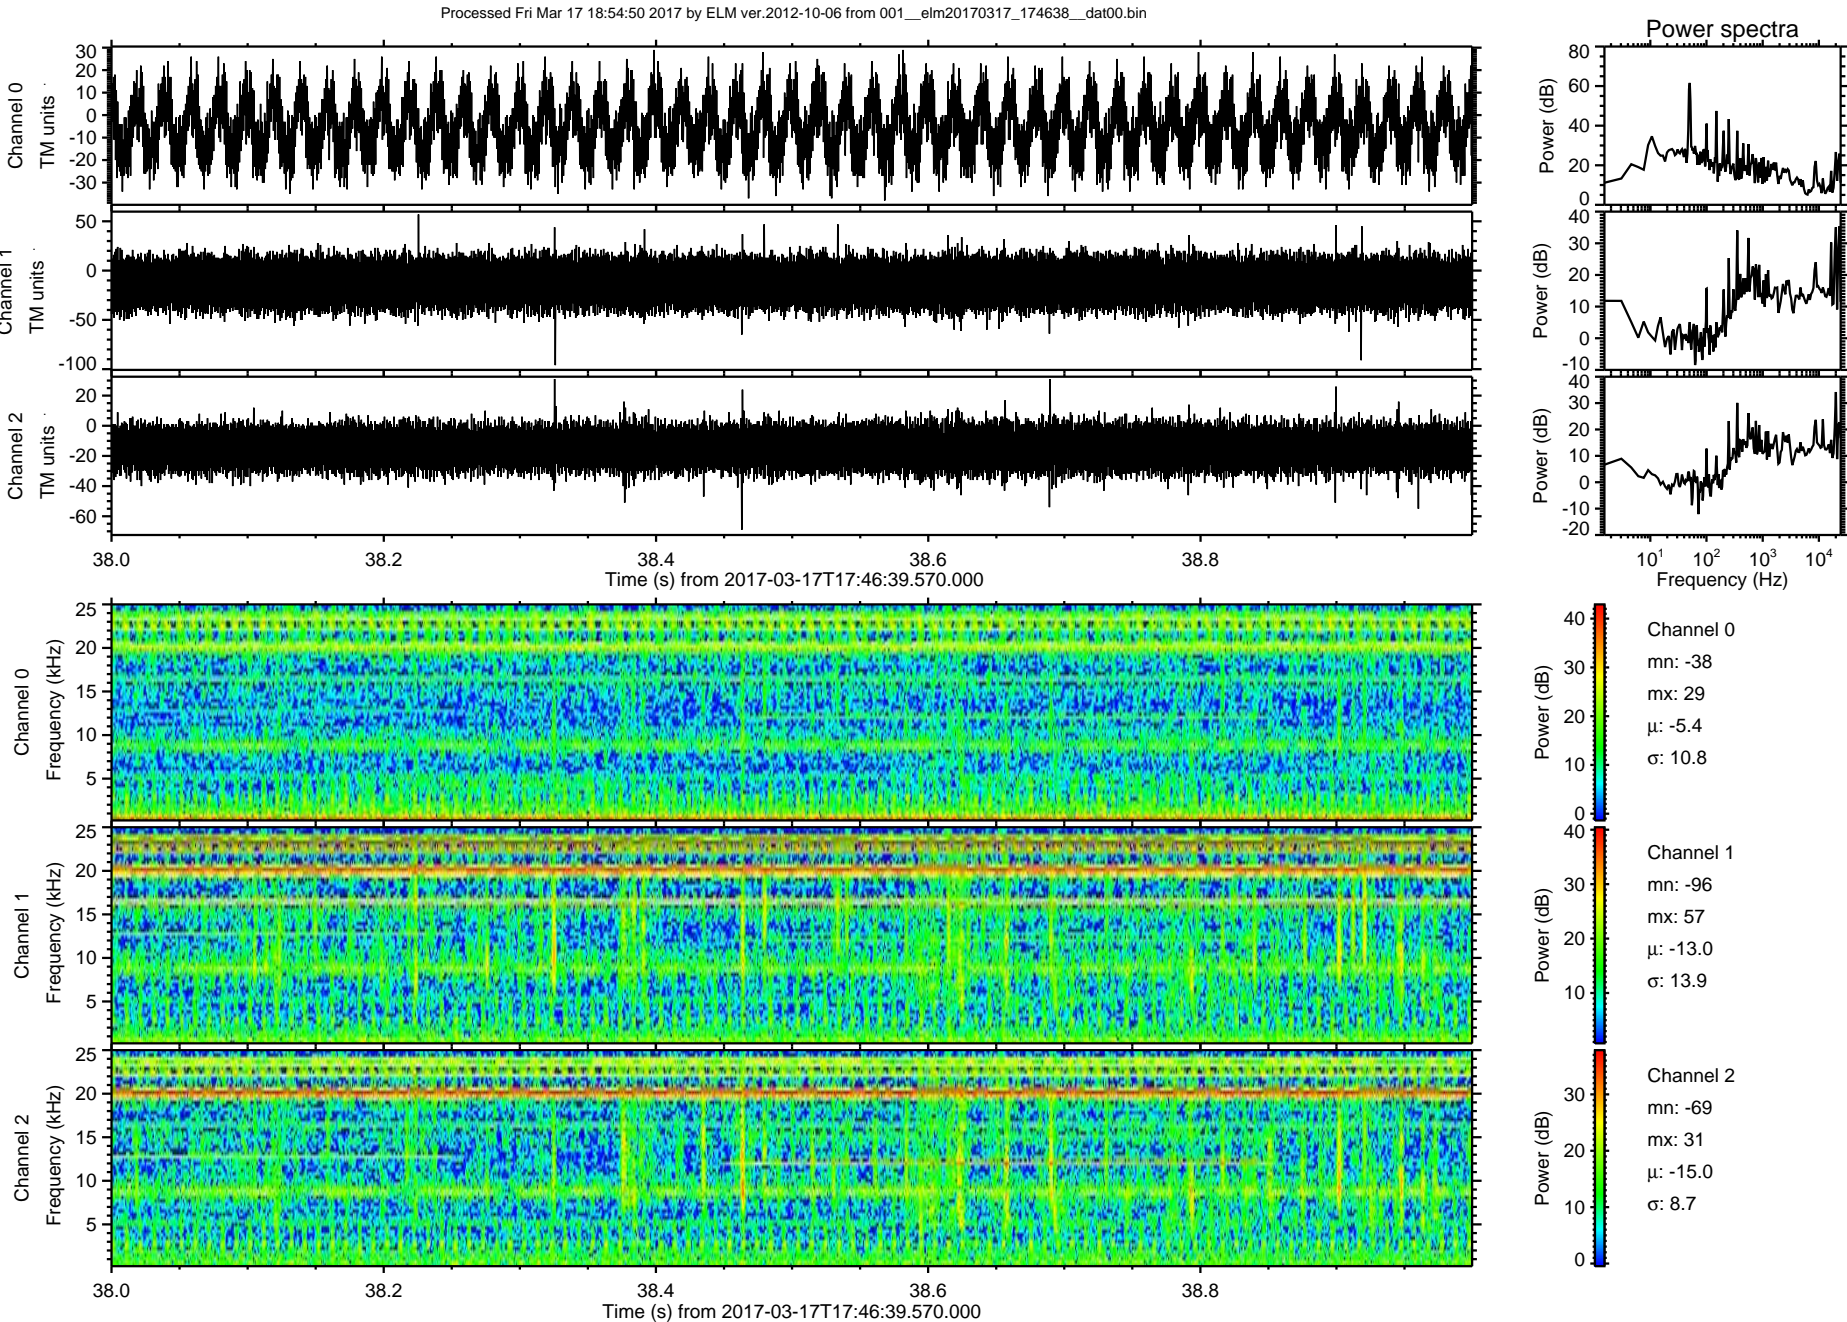 Processed Fri Mar 17 18:54:50 2017 by ELM ver.2012-10-06 from 001__elm20170317_174638__dat00.bin
Power spectra
Channel 0
TM units
30
20
10
0
-10
-20
-30
Power (dB)
80
60
40
20
0
Channel 1
TM units
50
0
-50
-100
Power (dB)
40
30
20
10
0
-10
Channel 2
TM units
20
0
-20
-40
-60
Power (dB)
40
30
20
10
0
-10
-20
38.0 38.2 38.4 38.6 38.8
Time (s) from 2017-03-17T17:46:39.570.000
10^1 10^2 10^3 10^4
Frequency (Hz)
Channel 0
Frequency (kHz)
25
20
15
10
5
Power (dB)
40
30
20
10
0
Channel 0
mn: -38
mx: 29
μ: -5.4
σ: 10.8
Channel 1
Frequency (kHz)
25
20
15
10
5
Power (dB)
40
30
20
10
Channel 1
mn: -96
mx: 57
μ: -13.0
σ: 13.9
Channel 2
Frequency (kHz)
25
20
15
10
5
Power (dB)
30
20
10
0
Channel 2
mn: -69
mx: 31
μ: -15.0
σ: 8.7
38.0 38.2 38.4 38.6 38.8
Time (s) from 2017-03-17T17:46:39.570.000